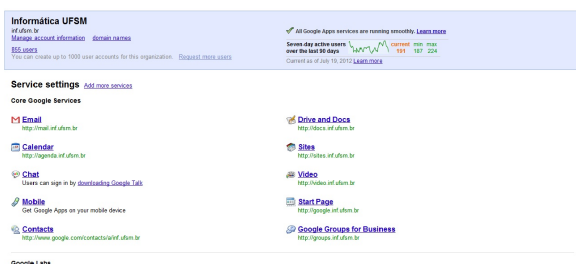 Informática UFSM
inf.ufsm.br
Manage account information domain names
855 users
You can create up to 1000 user accounts for this organization. Request more users
All Google Apps services are running smoothly. Learn more
Seven-day active users over the last 90 days
current min max
191 187 224
Current as of July 19, 2012 Learn more
Service settings Add more services
Core Google Services
Email
http://mail.inf.ufsm.br
Drive and Docs
http://docs.inf.ufsm.br
Calendar
http://agenda.inf.ufsm.br
Sites
http://sites.inf.ufsm.br
Chat
Users can sign in by downloading Google Talk
Video
http://video.inf.ufsm.br
Mobile
Get Google Apps on your mobile device
Start Page
http://google.inf.ufsm.br
Contacts
http://www.google.com/contacts/a/inf.ufsm.br
Google Groups for Business
http://groups.inf.ufsm.br
Google Labs